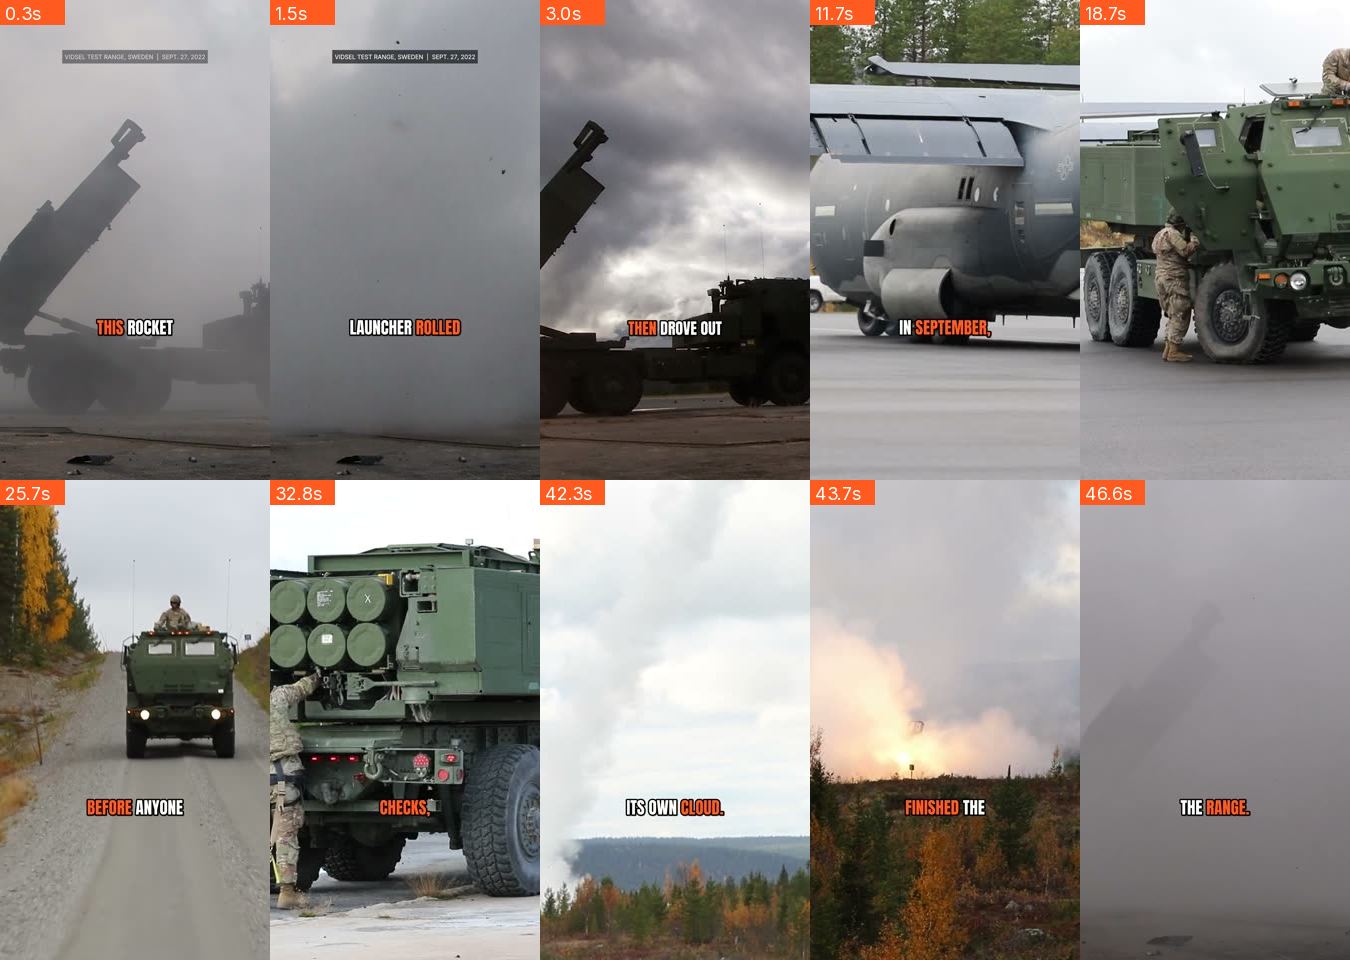 0.3s
VIDSEL TEST RANGE, SWEDEN | SEPT. 27, 2022
THIS ROCKET
1.5s
VIDSEL TEST RANGE, SWEDEN | SEPT. 27, 2022
LAUNCHER ROLLED
3.0s
THEN DROVE OUT
11.7s
IN SEPTEMBER,
18.7s
25.7s
BEFORE ANYONE
32.8s
X
CHECKS,
42.3s
ITS OWN CLOUD.
43.7s
FINISHED THE
46.6s
THE RANGE.